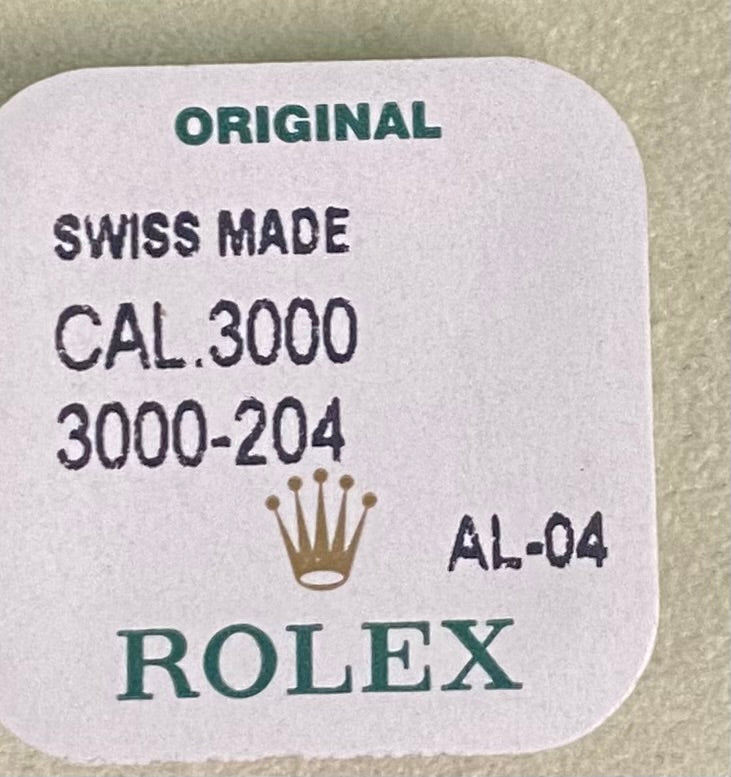 ORIGINAL
SWISS MADE
CAL.3000
3000-204
AL-04
ROLEX